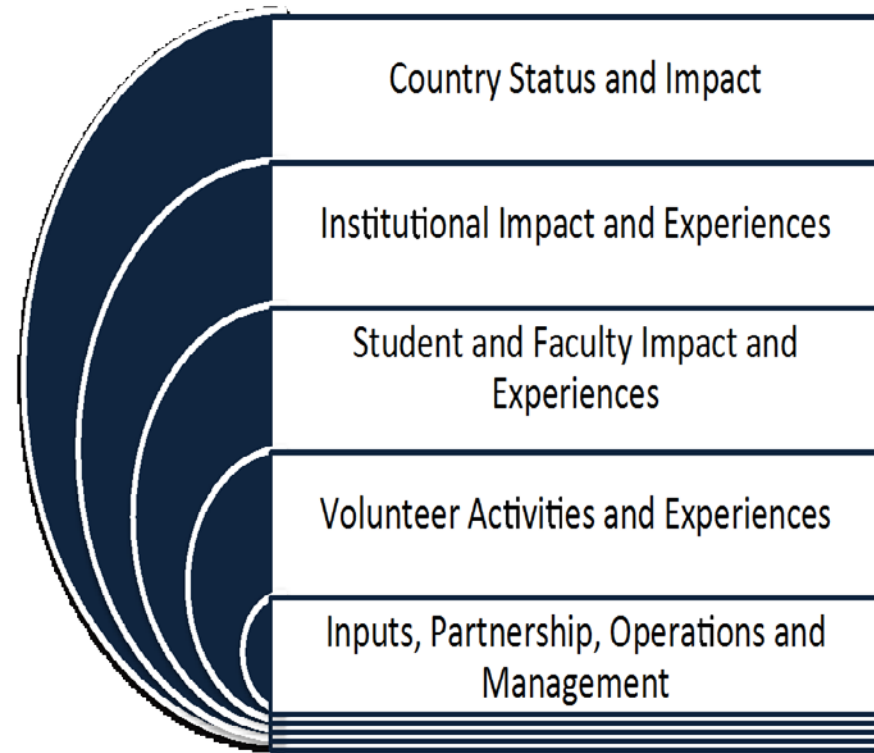 Country Status and Impact
Institutional Impact and Experiences
Student and Faculty Impact and
Experiences
Volunteer Activities and Experiences
Inputs, Partnership, Operations and
Management